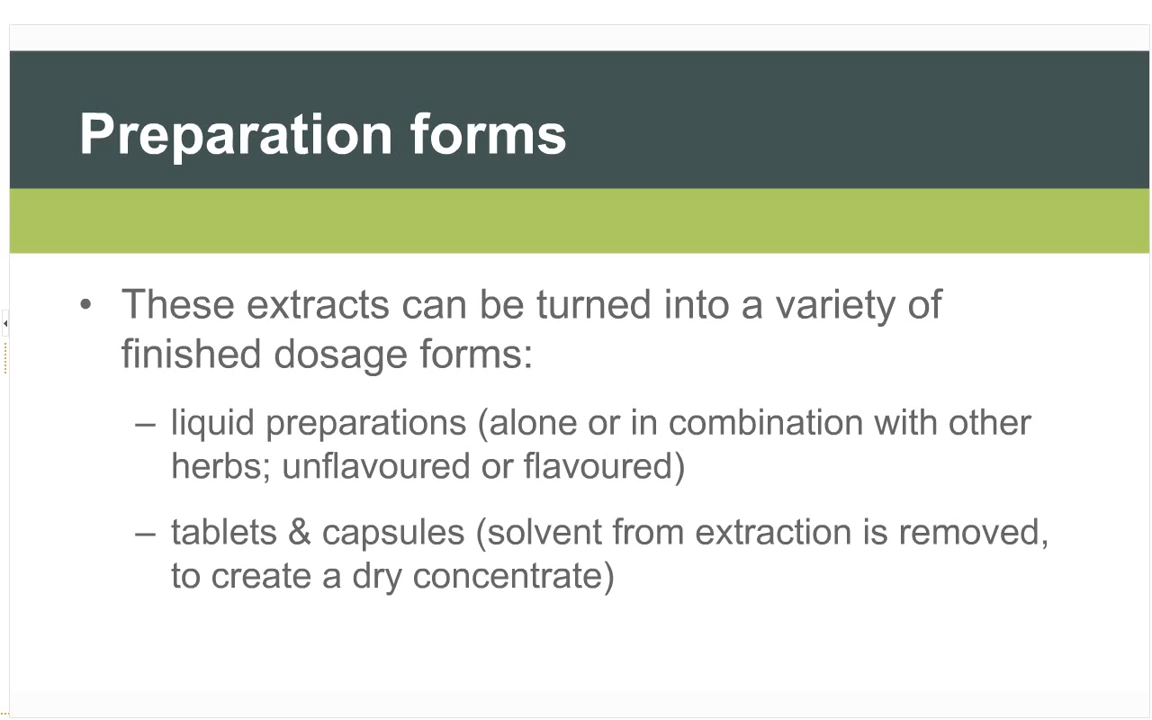 Preparation forms
• These extracts can be turned into a variety of
finished dosage forms:
– liquid preparations (alone or in combination with other
herbs; unflavoured or flavoured)
– tablets & capsules (solvent from extraction is removed,
to create a dry concentrate)